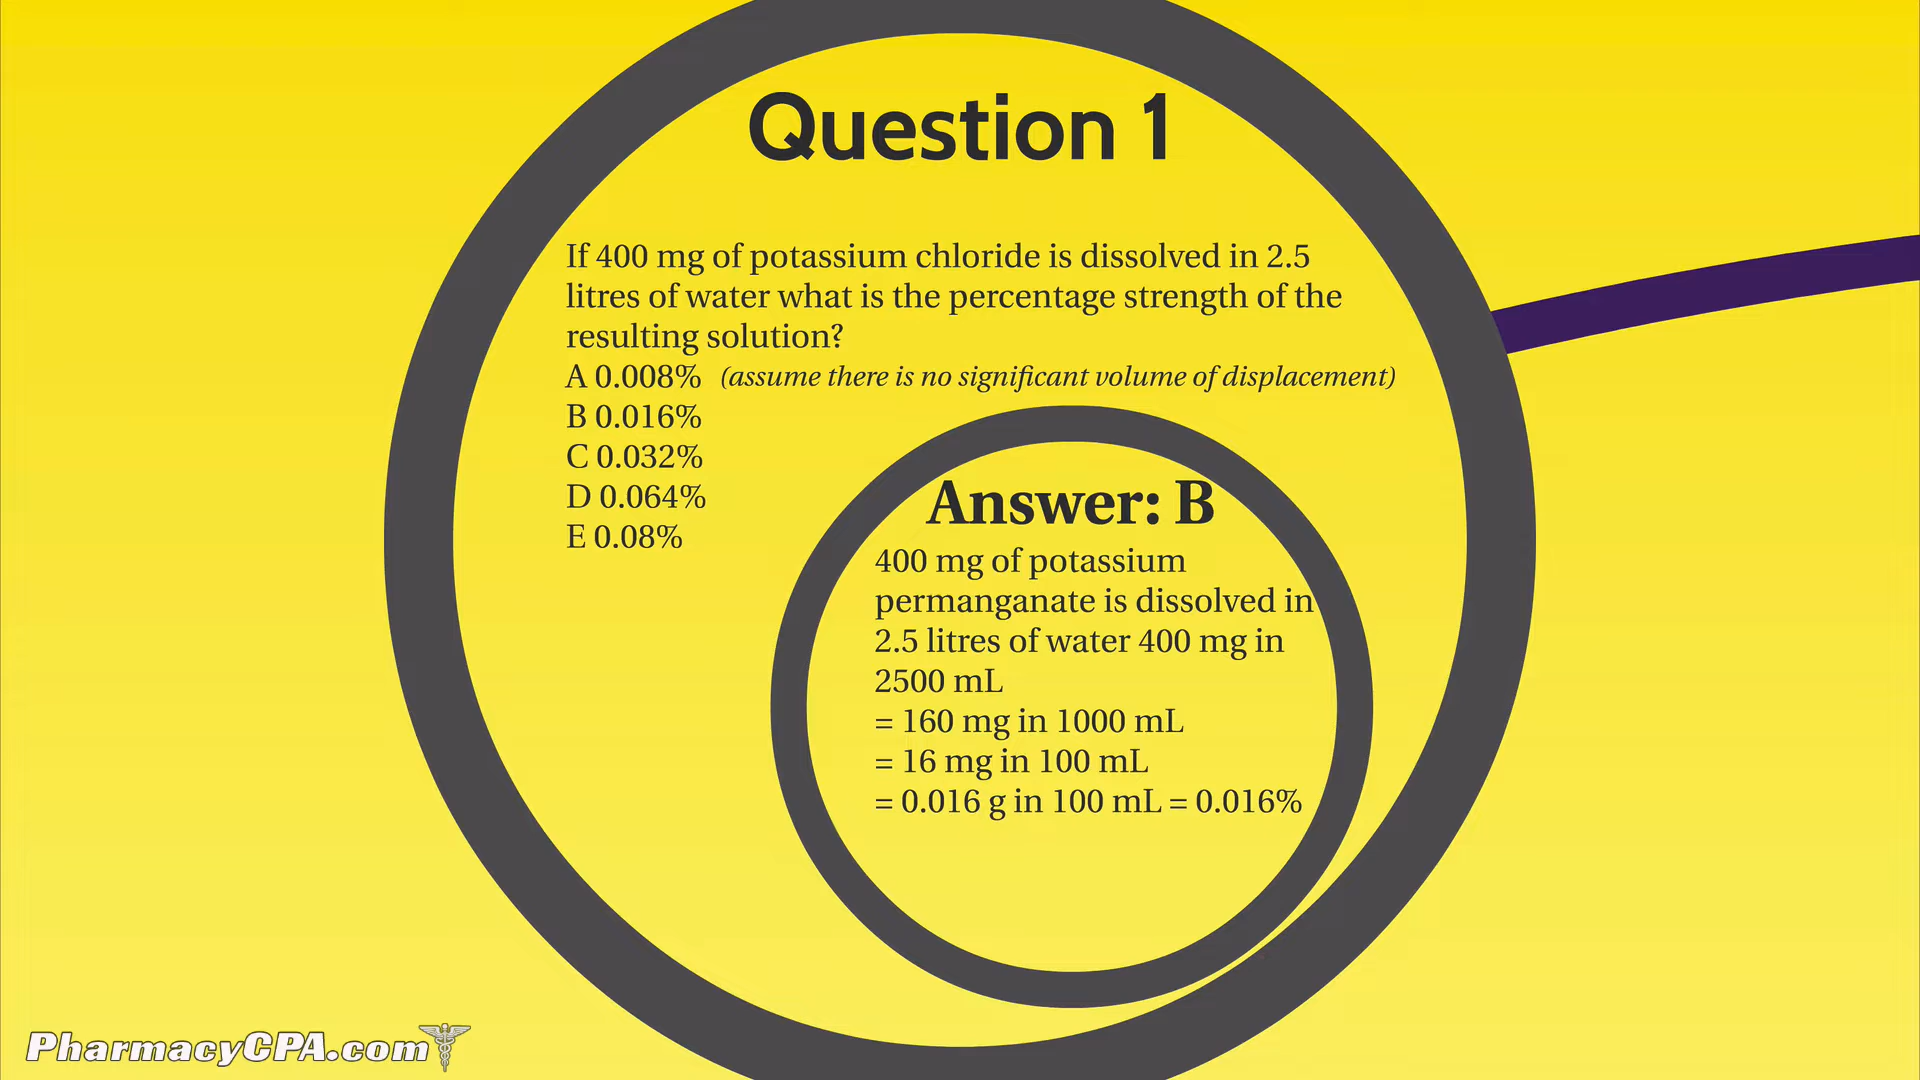 Question 1
If 400 mg of potassium chloride is dissolved in 2.5
litres of water what is the percentage strength of the
resulting solution?
A 0.008% (assume there is no significant volume of displacement)
B 0.016%
C 0.032%
D 0.064%
E 0.08%
Answer: B
400 mg of potassium
permanganate is dissolved in
2.5 litres of water 400 mg in
2500 mL
= 160 mg in 1000 mL
= 16 mg in 100 mL
= 0.016 g in 100 mL = 0.016%
PharmacyCPA.com